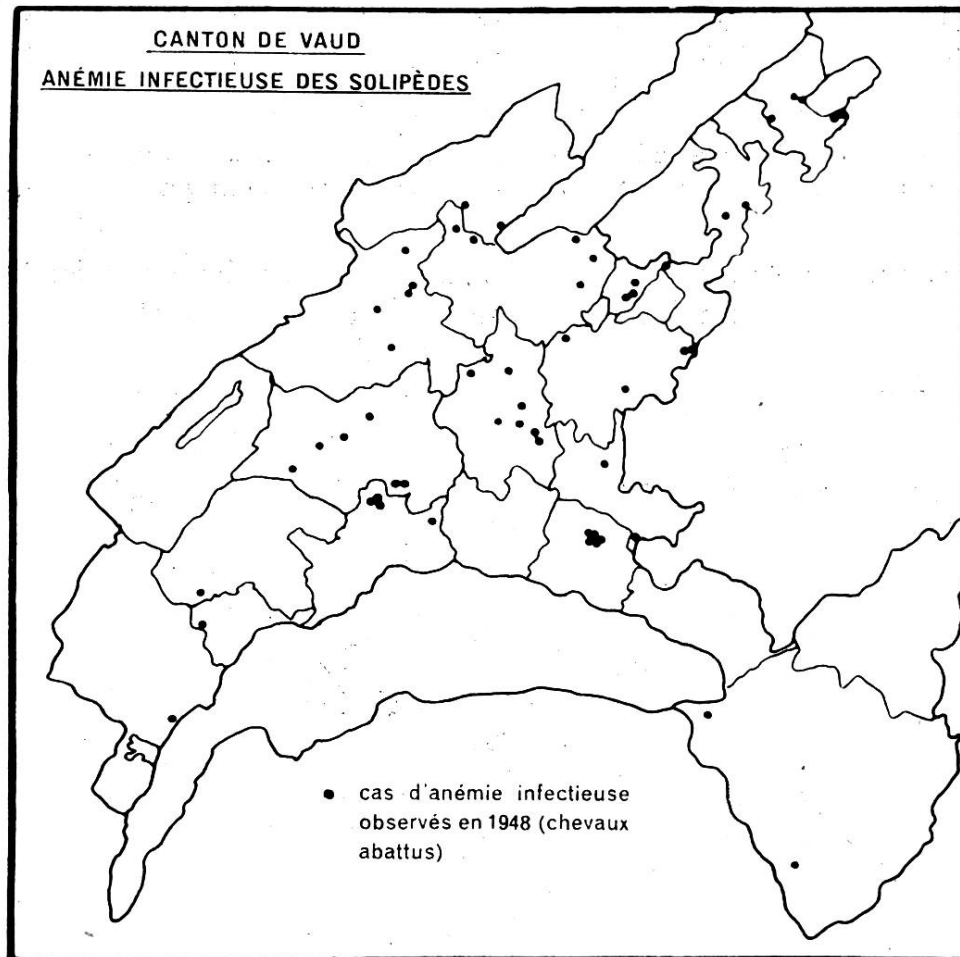 CANTON DE VAUD
ANÉMIE INFECTIEUSE DES SOLIPÈDES
cas d'anémie infectieuse
observés en 1948 (chevaux
abattus)